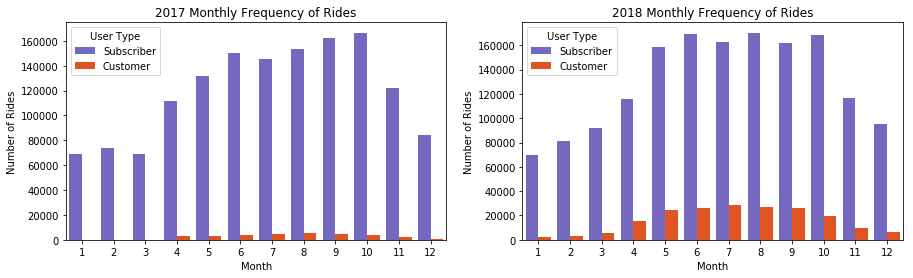 2017 Monthly Frequency of Rides
User Type
Subscriber
Customer
160000
140000
120000
100000
80000
60000
40000
20000
0
Number of Rides
1 2 3 4 5 6 7 8 9 10 11 12
Month
2018 Monthly Frequency of Rides
User Type
Subscriber
Customer
160000
140000
120000
100000
80000
60000
40000
20000
0
Number of Rides
1 2 3 4 5 6 7 8 9 10 11 12
Month